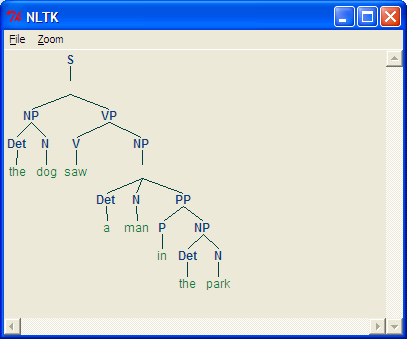 NLTK
File Zoom
S
NP VP
Det N V NP
the dog saw
Det N PP
a man P NP
in Det N
the park